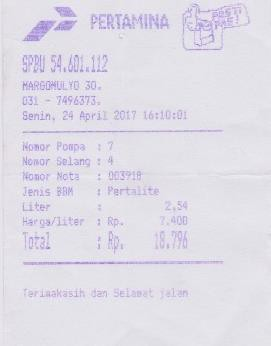 PERTAMINA
PASTI PAS!
SPBU 54.601.112
MARGOMULYO 30.
031 - 7496373.
Senin, 24 April 2017 16:10:01
Nomor Pompa : 7
Nomor Selang : 4
Nomor Nota : 003918
Jenis BBM : Pertalite
Liter : 2,54
Harga/liter : Rp. 7.400
Total : Rp. 18.796
Terimakasih dan Selamat jalan